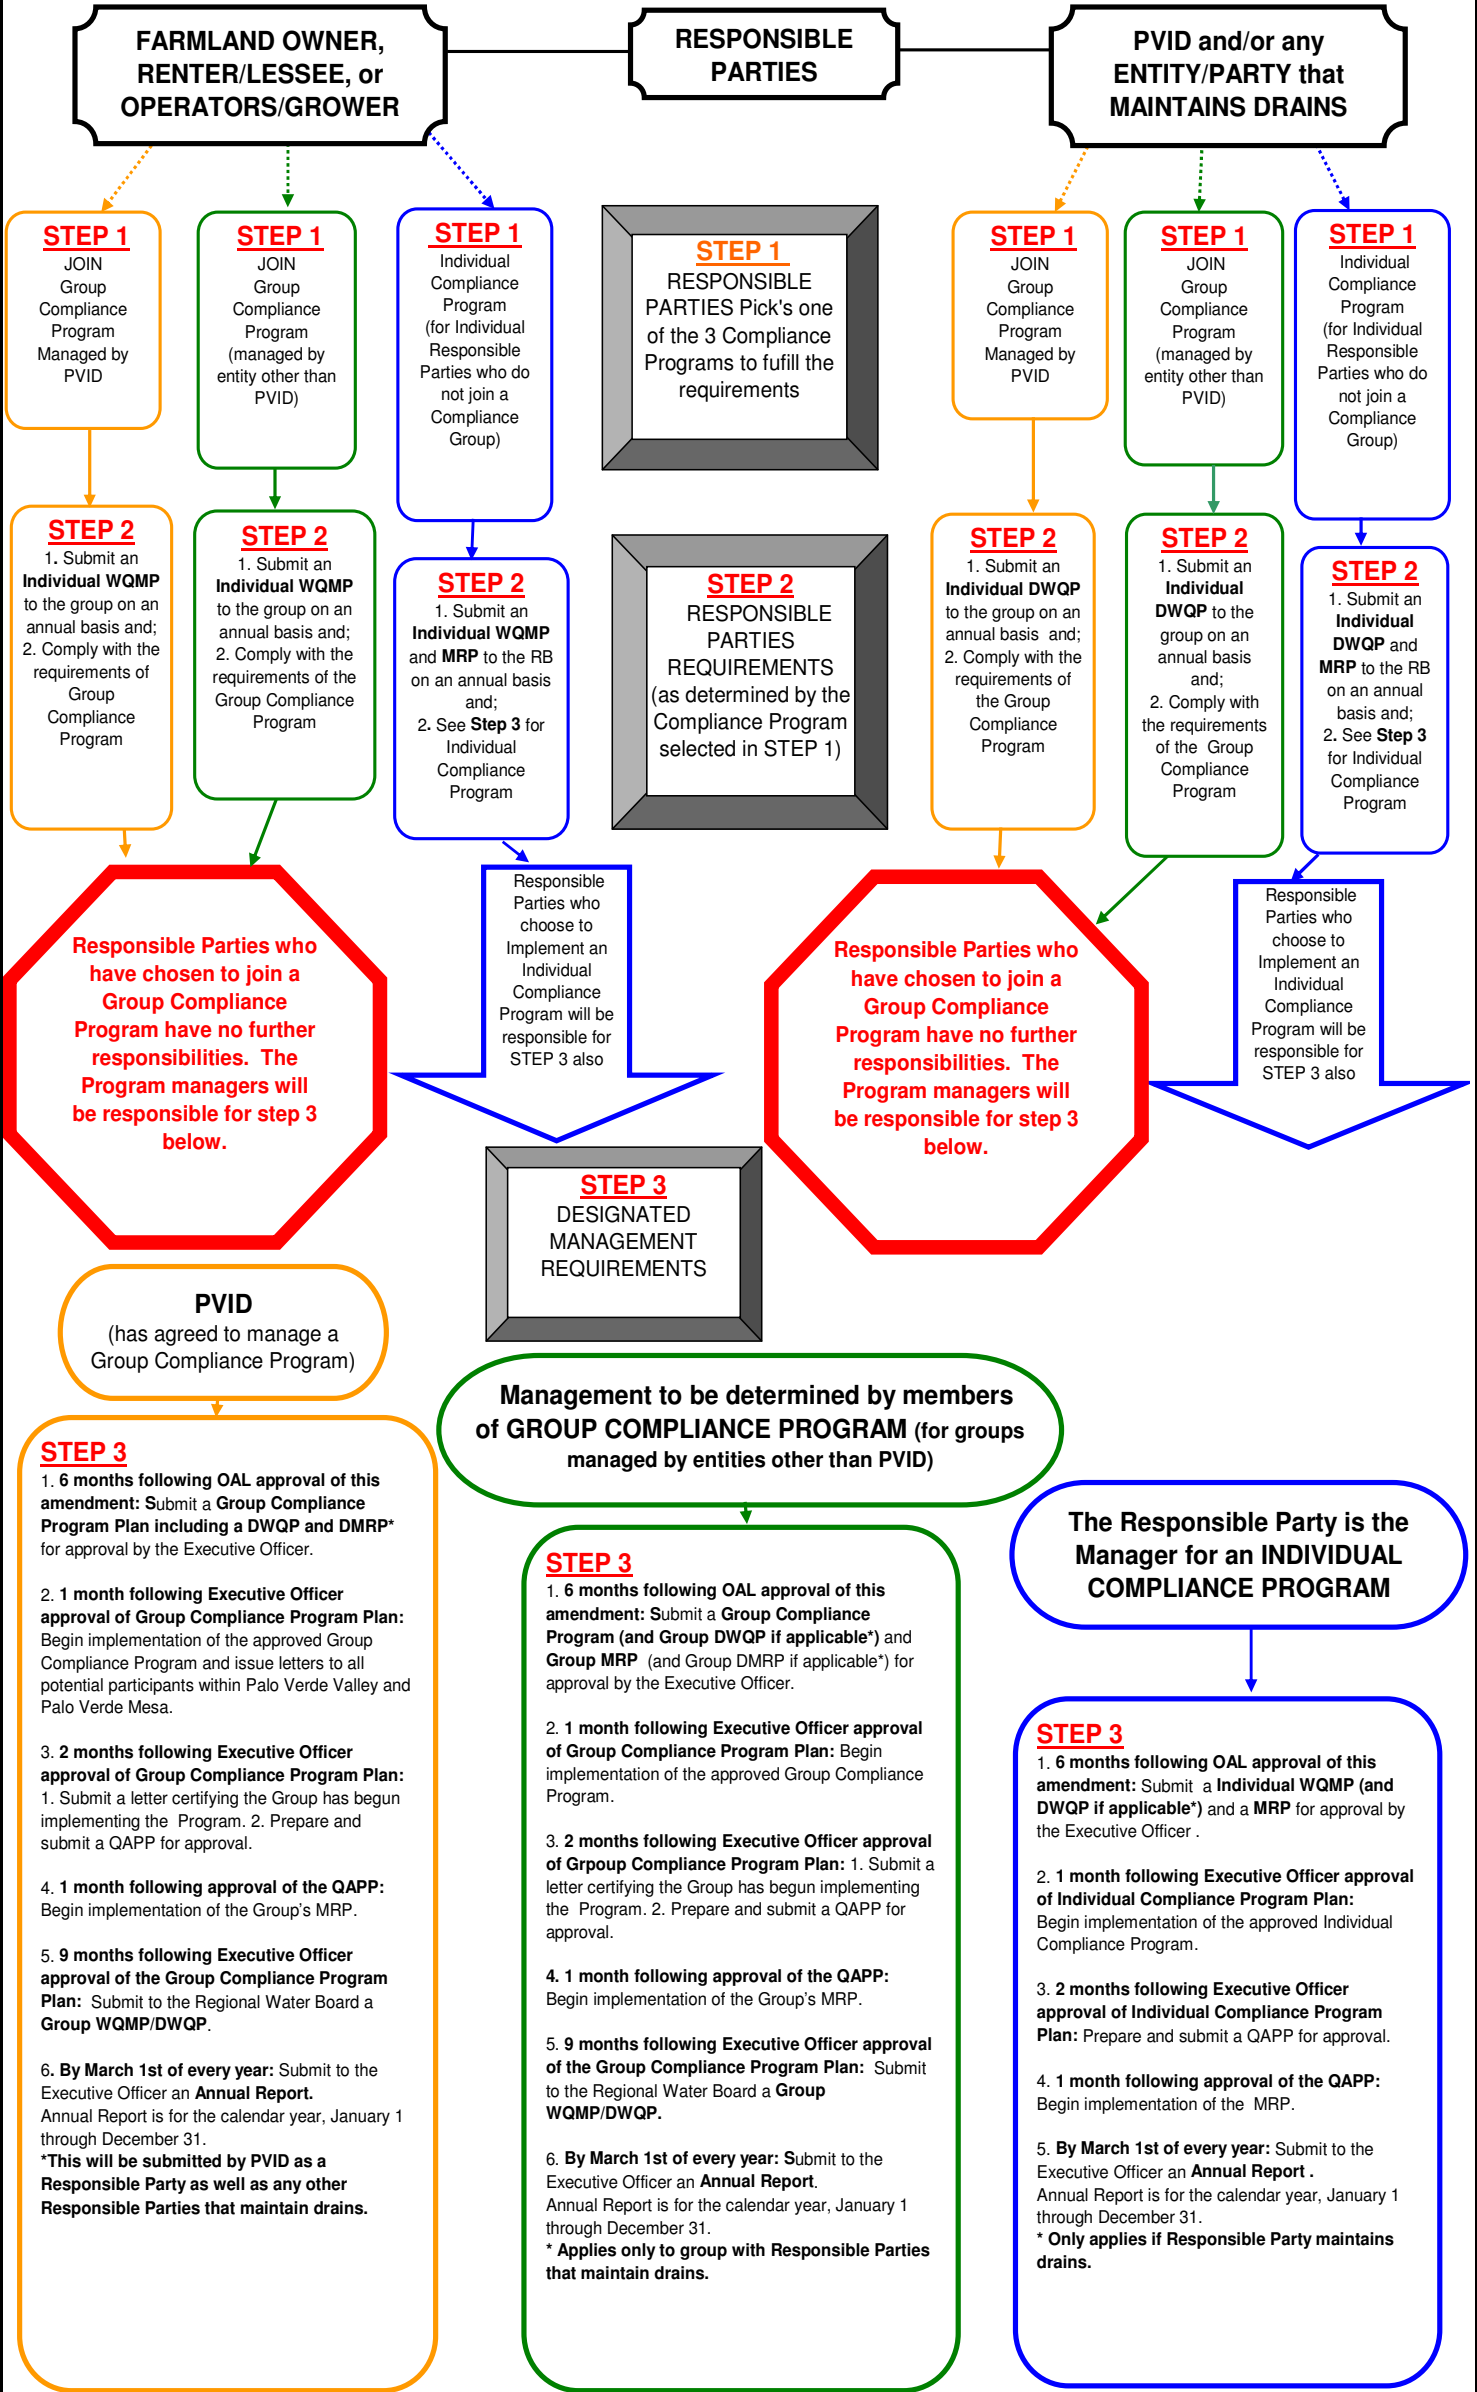 FARMLAND OWNER,
RENTER/LESSEE, or
OPERATORS/GROWER
RESPONSIBLE
PARTIES
PVID and/or any
ENTITY/PARTY that
MAINTAINS DRAINS
STEP 1
JOIN
Group
Compliance
Program
Managed by
PVID
STEP 1
JOIN
Group
Compliance
Program
(managed by
entity other than
PVID)
STEP 1
Individual
Compliance
Program
(for Individual
Responsible
Parties who do
not join a
Compliance
Group)
STEP 1
RESPONSIBLE
PARTIES Pick's one
of the 3 Compliance
Programs to fufill the
requirements
STEP 1
JOIN
Group
Compliance
Program
Managed by
PVID
STEP 1
JOIN
Group
Compliance
Program
(managed by
entity other than
PVID)
STEP 1
Individual
Compliance
Program
(for Individual
Responsible
Parties who do
not join a
Compliance
Group)
STEP 2
1. Submit an
Individual WQMP
to the group on an
annual basis and;
2. Comply with the
requirements of
Group
Compliance
Program
STEP 2
1. Submit an
Individual WQMP
to the group on an
annual basis and;
2. Comply with the
requirements of the
Group Compliance
Program
STEP 2
1. Submit an
Individual WQMP
and MRP to the RB
on an annual basis
and;
2. See Step 3 for
Individual
Compliance
Program
STEP 2
RESPONSIBLE
PARTIES
REQUIREMENTS
(as determined by the
Compliance Program
selected in STEP 1)
STEP 2
1. Submit an
Individual DWQP
to the group on an
annual basis and;
2. Comply with the
requirements of
the Group
Compliance
Program
STEP 2
1. Submit an
Individual
DWQP to the
group on an
annual basis
and;
2. Comply with
the requirements
of the Group
Compliance
Program
STEP 2
1. Submit an
Individual
DWQP and
MRP to the RB
on an annual
basis and;
2. See Step 3
for Individual
Compliance
Program
Responsible Parties who
have chosen to join a
Group Compliance
Program have no further
responsibilities. The
Program managers will
be responsible for step 3
below.
Responsible
Parties who
choose to
Implement an
Individual
Compliance
Program will be
responsible for
STEP 3 also
Responsible Parties who
have chosen to join a
Group Compliance
Program have no further
responsibilities. The
Program managers will
be responsible for step 3
below.
Responsible
Parties who
choose to
Implement an
Individual
Compliance
Program will be
responsible for
STEP 3 also
STEP 3
DESIGNATED
MANAGEMENT
REQUIREMENTS
PVID
(has agreed to manage a
Group Compliance Program)
Management to be determined by members
of GROUP COMPLIANCE PROGRAM (for groups
managed by entities other than PVID)
The Responsible Party is the
Manager for an INDIVIDUAL
COMPLIANCE PROGRAM
STEP 3
1. 6 months following OAL approval of this
amendment: Submit a Group Compliance
Program Plan including a DWQP and DMRP*
for approval by the Executive Officer.
2. 1 month following Executive Officer
approval of Group Compliance Program Plan:
Begin implementation of the approved Group
Compliance Program and issue letters to all
potential participants within Palo Verde Valley and
Palo Verde Mesa.
3. 2 months following Executive Officer
approval of Group Compliance Program Plan:
1. Submit a letter certifying the Group has begun
implementing the Program. 2. Prepare and
submit a QAPP for approval.
4. 1 month following approval of the QAPP:
Begin implementation of the Group's MRP.
5. 9 months following Executive Officer
approval of the Group Compliance Program
Plan: Submit to the Regional Water Board a
Group WQMP/DWQP.
6. By March 1st of every year: Submit to the
Executive Officer an Annual Report.
Annual Report is for the calendar year, January 1
through December 31.
*This will be submitted by PVID as a
Responsible Party as well as any other
Responsible Parties that maintain drains.
STEP 3
1. 6 months following OAL approval of this
amendment: Submit a Group Compliance
Program (and Group DWQP if applicable*) and
Group MRP (and Group DMRP if applicable*) for
approval by the Executive Officer.
2. 1 month following Executive Officer approval
of Group Compliance Program Plan: Begin
implementation of the approved Group Compliance
Program.
3. 2 months following Executive Officer approval
of Grpoup Compliance Program Plan: 1. Submit a
letter certifying the Group has begun implementing
the Program. 2. Prepare and submit a QAPP for
approval.
4. 1 month following approval of the QAPP:
Begin implementation of the Group's MRP.
5. 9 months following Executive Officer approval
of the Group Compliance Program Plan: Submit
to the Regional Water Board a Group
WQMP/DWQP.
6. By March 1st of every year: Submit to the
Executive Officer an Annual Report.
Annual Report is for the calendar year, January 1
through December 31.
* Applies only to group with Responsible Parties
that maintain drains.
STEP 3
1. 6 months following OAL approval of this
amendment: Submit a Individual WQMP (and
DWQP if applicable*) and a MRP for approval by
the Executive Officer .
2. 1 month following Executive Officer approval
of Individual Compliance Program Plan:
Begin implementation of the approved Individual
Compliance Program.
3. 2 months following Executive Officer
approval of Individual Compliance Program
Plan: Prepare and submit a QAPP for approval.
4. 1 month following approval of the QAPP:
Begin implementation of the MRP.
5. By March 1st of every year: Submit to the
Executive Officer an Annual Report .
Annual Report is for the calendar year, January 1
through December 31.
* Only applies if Responsible Party maintains
drains.